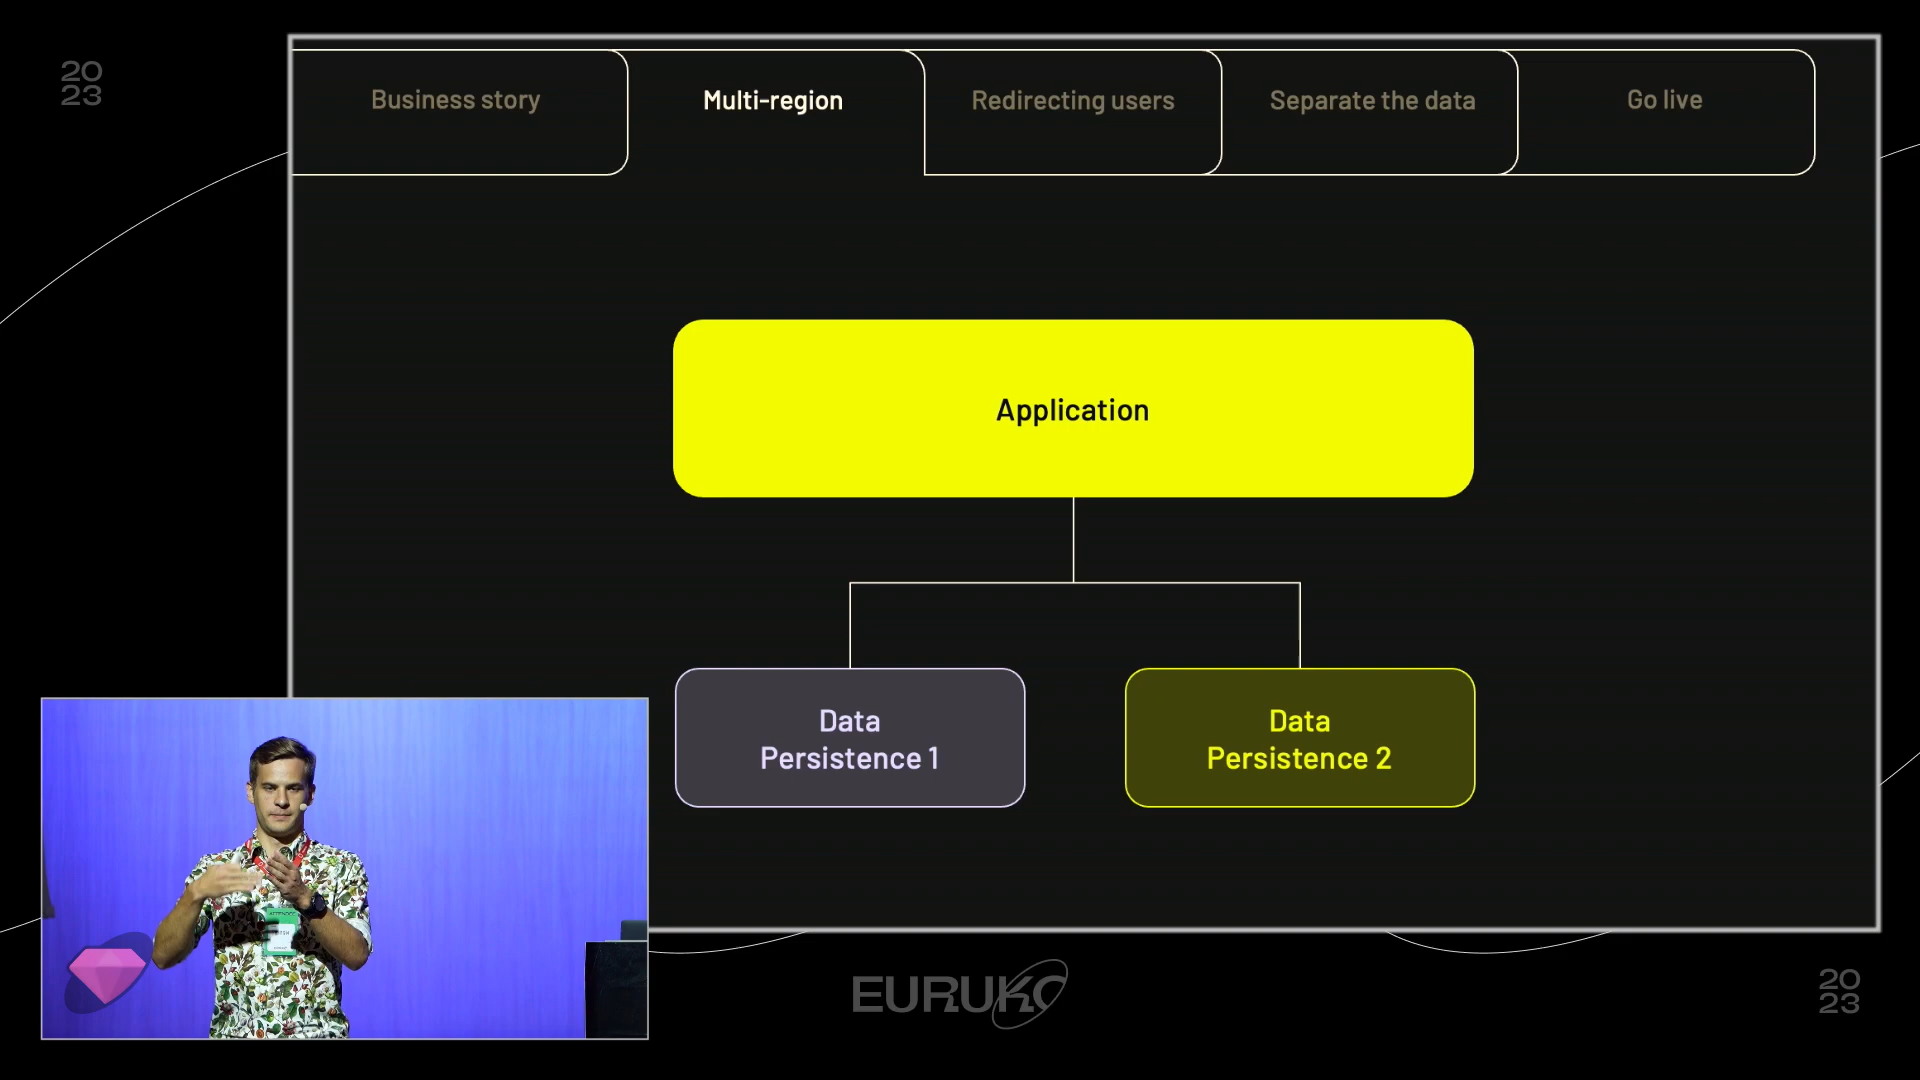 20
23
Business story
Multi-region
Redirecting users
Separate the data
Go live
Application
Data
Persistence 1
Data
Persistence 2
EURUKO
20
23